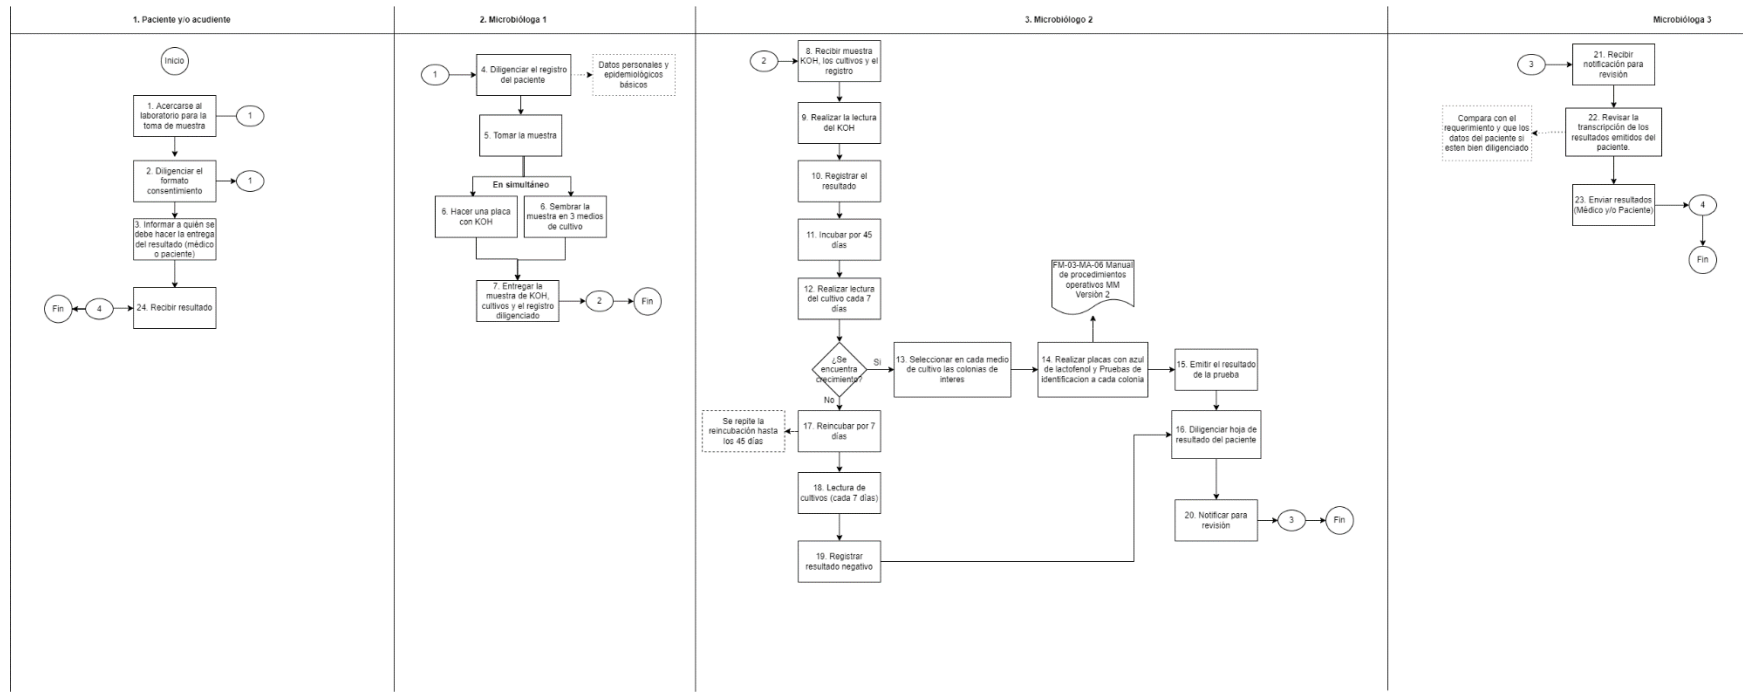 1. Paciente y/o acudiente
Inicio
1. Acercarse al
laboratorio para la
toma de muestra
1
2. Diligenciar el
formato
consentimiento
1
3. Informar a quién se
debe hacer la entrega
del resultado (médico
o paciente)
24. Recibir resultado
4
Fin
2. Microbióloga 1
1
4. Diligenciar el registro
del paciente
Datos personales y
epidemiológicos
básicos
5. Tomar la muestra
En simultáneo
6. Hacer una placa
con KOH
6. Sembrar la
muestra en 3 medios
de cultivo
7. Entregar la
muestra de KOH,
cultivos y el registro
diligenciado
2
Fin
3. Microbiólogo 2
2
8. Recibir muestra
KOH, los cultivos y el
registro
9. Realizar la lectura
del KOH
10. Registrar el
resultado
11. Incubar por 45
días
12. Realizar lectura
del cultivo cada 7
días
¿Se
encuentra
crecimiento?
Si
13. Seleccionar en cada medio
de cultivo las colonias de
interes
14. Realizar placas con azul
de lactofenol y Pruebas de
identificacion a cada colonia
FM-03-MA-06 Manual
de procedimientos
operativos MM
Versión 2
15. Emitir el resultado
de la prueba
16. Diligenciar hoja de
resultado del paciente
No
17. Reincubar por 7
días
Se repite la
reincubación hasta
los 45 días
18. Lectura de
cultivos (cada 7 días)
19. Registrar
resultado negativo
20. Notificar para
revisión
3
Fin
Microbióloga 3
3
21. Recibir
notificación para
revisión
22. Revisar la
transcripción de los
resultados emitidos del
paciente.
Compara con el
requerimiento y que los
datos del paciente si
esten bien diligenciado
23. Enviar resultados
(Médico y/o Paciente)
4
Fin